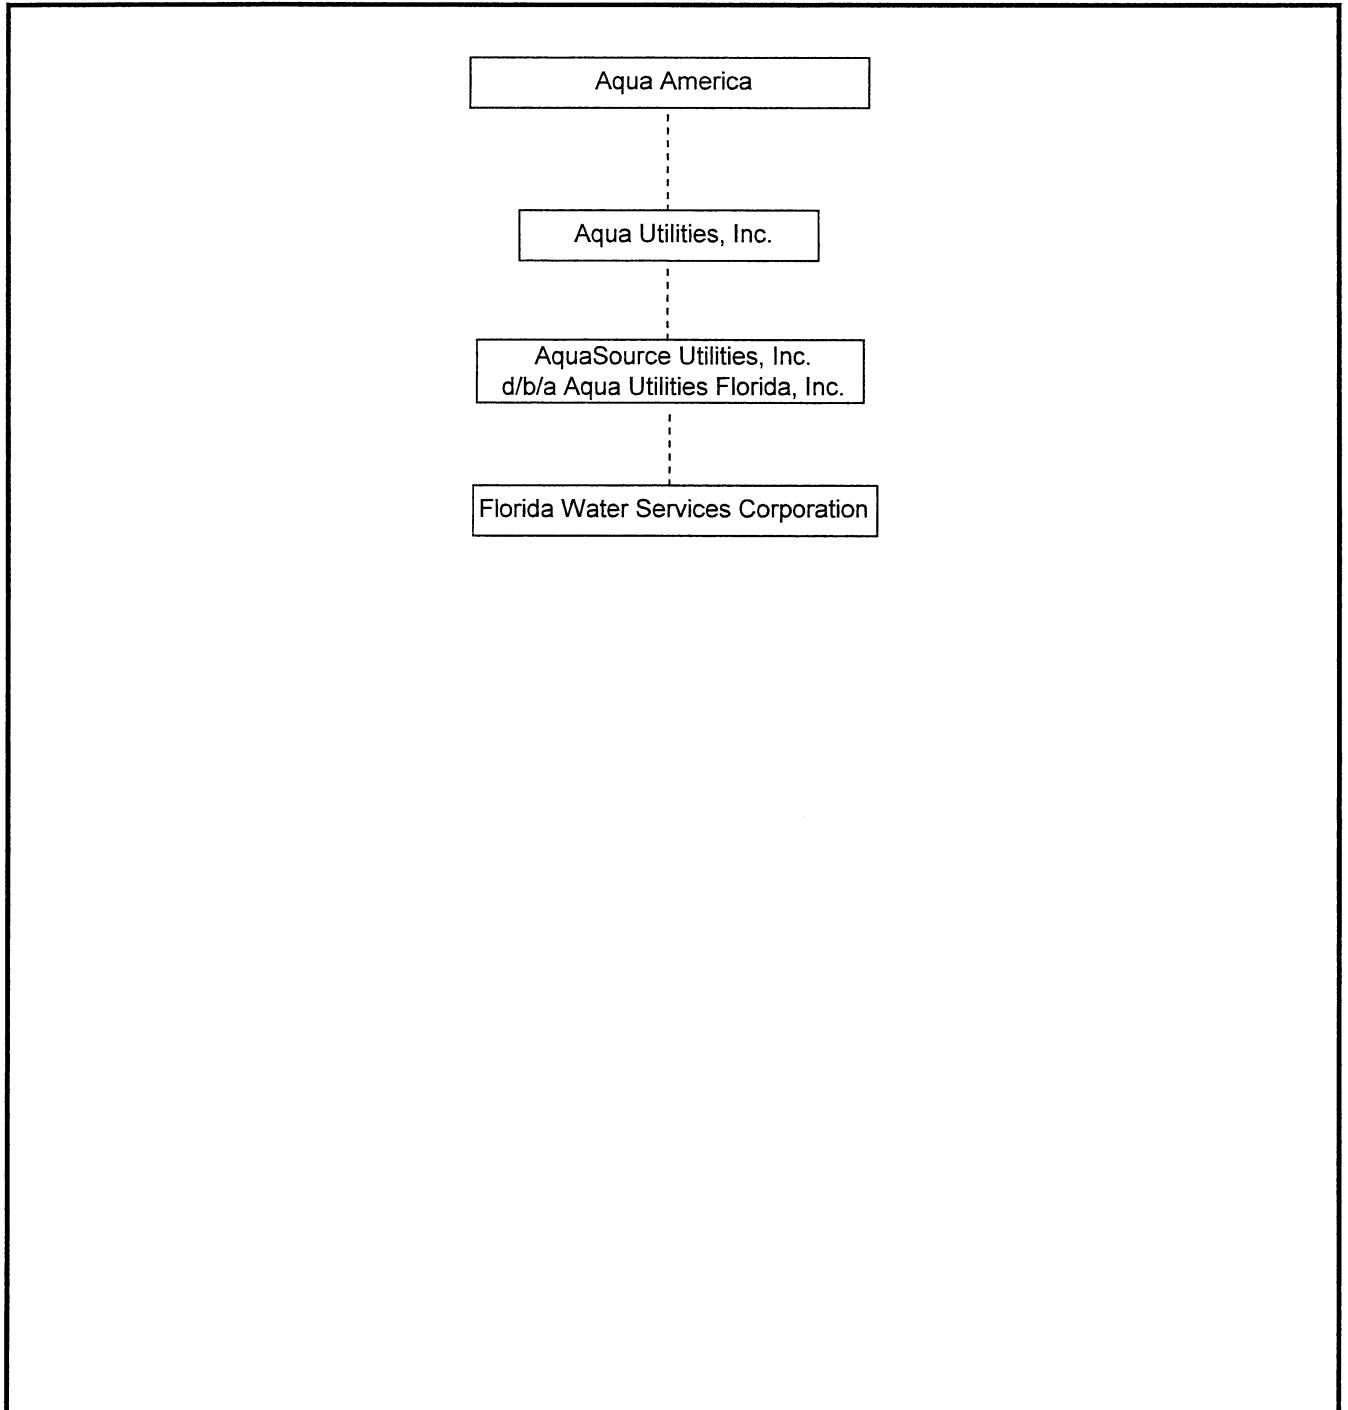 Aqua America
Aqua Utilities, Inc.
AquaSource Utilities, Inc.
d/b/a Aqua Utilities Florida, Inc.
Florida Water Services Corporation